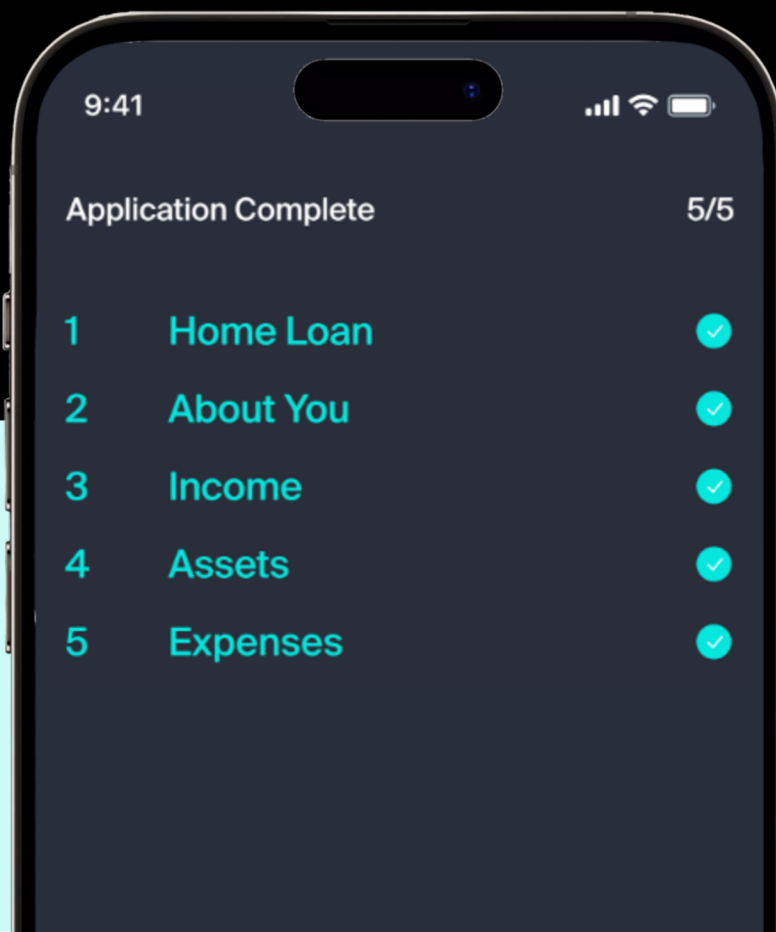 9:41
Application Complete 5/5
1 Home Loan
2 About You
3 Income
4 Assets
5 Expenses